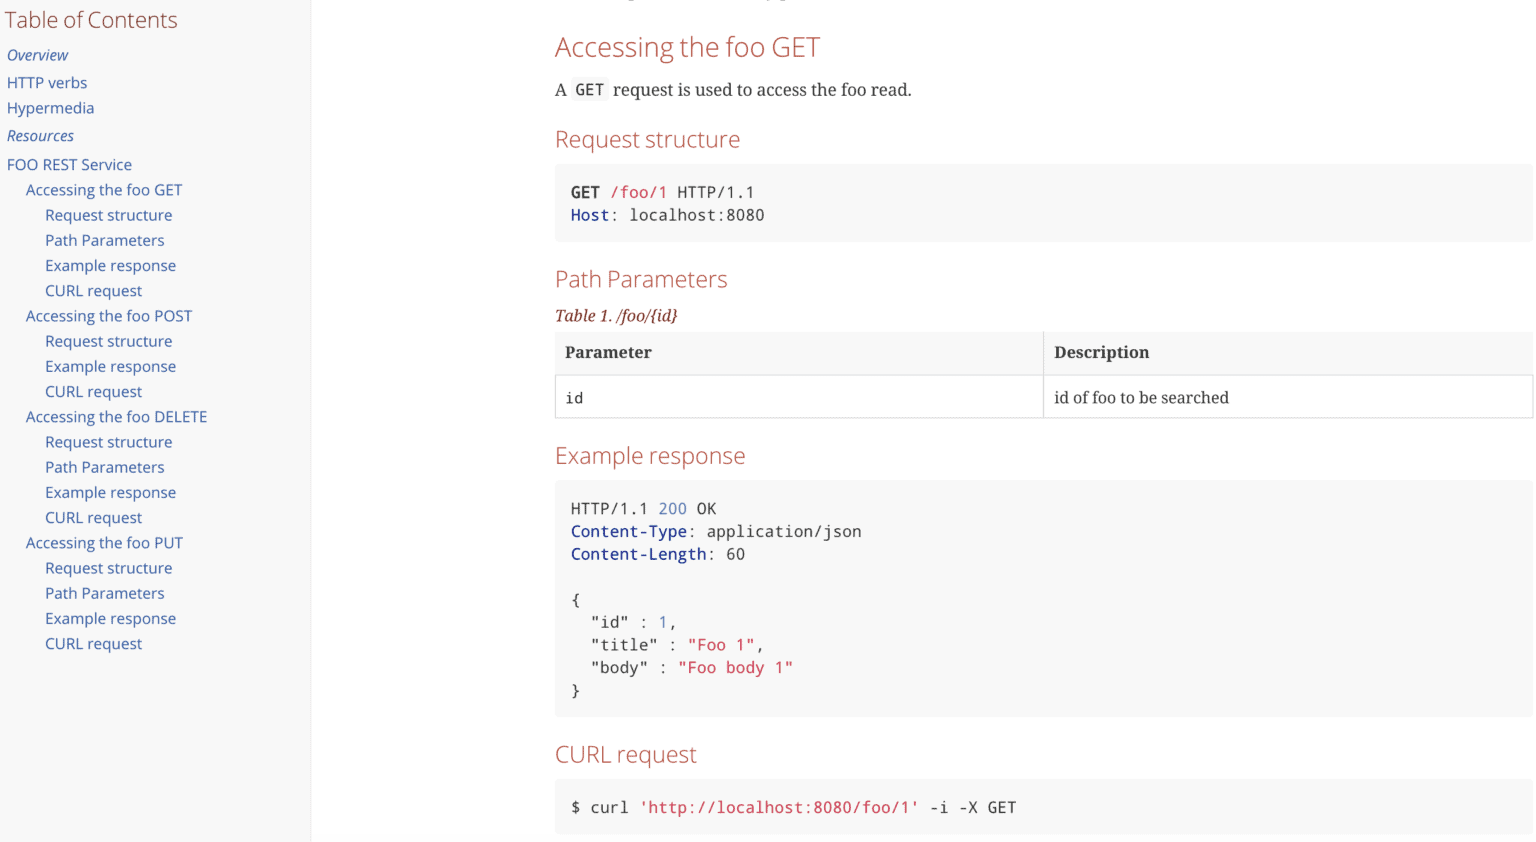 Table of Contents
Overview
HTTP verbs
Hypermedia
Resources
FOO REST Service
Accessing the foo GET
Request structure
Path Parameters
Example response
CURL request
Accessing the foo POST
Request structure
Example response
CURL request
Accessing the foo DELETE
Request structure
Path Parameters
Example response
CURL request
Accessing the foo PUT
Request structure
Path Parameters
Example response
CURL request
Accessing the foo GET
A GET request is used to access the foo read.
Request structure
GET /foo/1 HTTP/1.1
Host: localhost:8080
Path Parameters
Table 1. /foo/{id}
Parameter Description
id id of foo to be searched
Example response
HTTP/1.1 200 OK
Content-Type: application/json
Content-Length: 60
{
"id" : 1,
"title" : "Foo 1",
"body" : "Foo body 1"
}
CURL request
$ curl 'http://localhost:8080/foo/1' -i -X GET